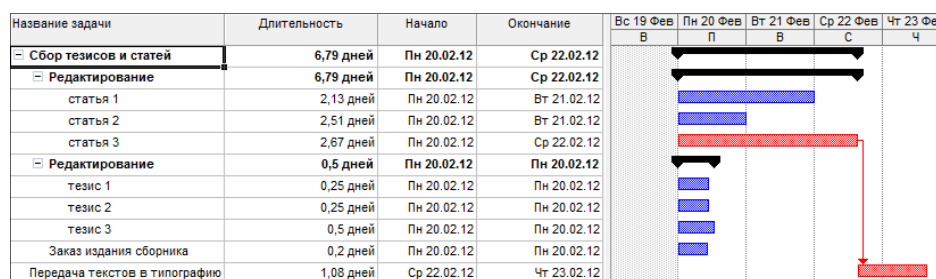 Название задачи Длительность Начало Окончание Вс 19 Фев Пн 20 Фев Вт 21 Фев Ср 22 Фев Чт 23 Фе
В П В С Ч
Сбор тезисов и статей 6,79 дней Пн 20.02.12 Ср 22.02.12
Редактирование 6,79 дней Пн 20.02.12 Ср 22.02.12
статья 1 2,13 дней Пн 20.02.12 Вт 21.02.12
статья 2 2,51 дней Пн 20.02.12 Вт 21.02.12
статья 3 2,67 дней Пн 20.02.12 Ср 22.02.12
Редактирование 0,5 дней Пн 20.02.12 Пн 20.02.12
тезис 1 0,25 дней Пн 20.02.12 Пн 20.02.12
тезис 2 0,25 дней Пн 20.02.12 Пн 20.02.12
тезис 3 0,5 дней Пн 20.02.12 Пн 20.02.12
Заказ издания сборника 0,2 дней Пн 20.02.12 Пн 20.02.12
Передача текстов в типографию 1,08 дней Ср 22.02.12 Чт 23.02.12